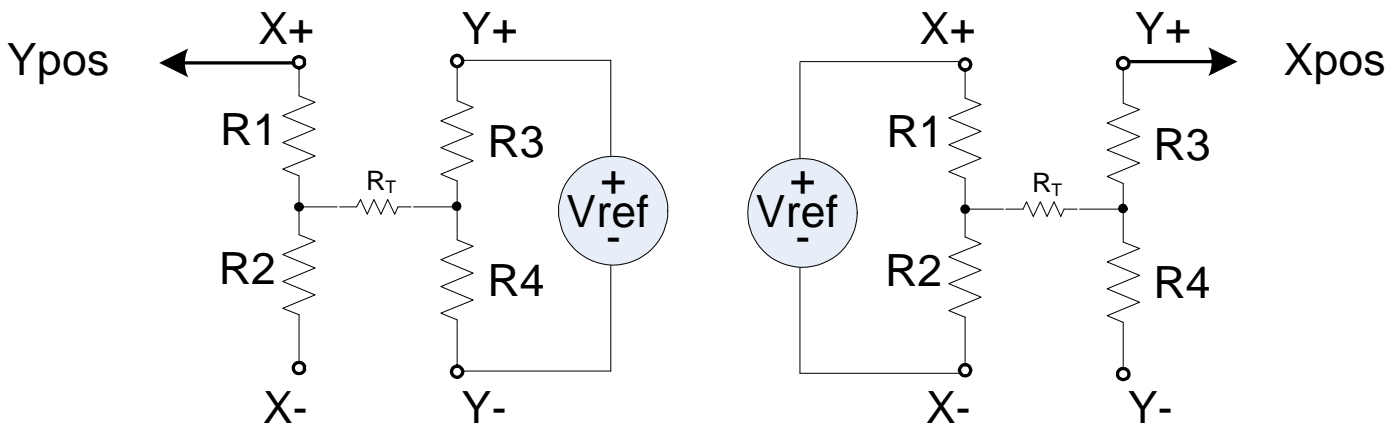 X+ Y+ X+ Y+
Ypos Xpos
R1 R3 R1 R3
RT RT
+ +
Vref Vref
- -
R2 R4 R2 R4
X- Y- X- Y-